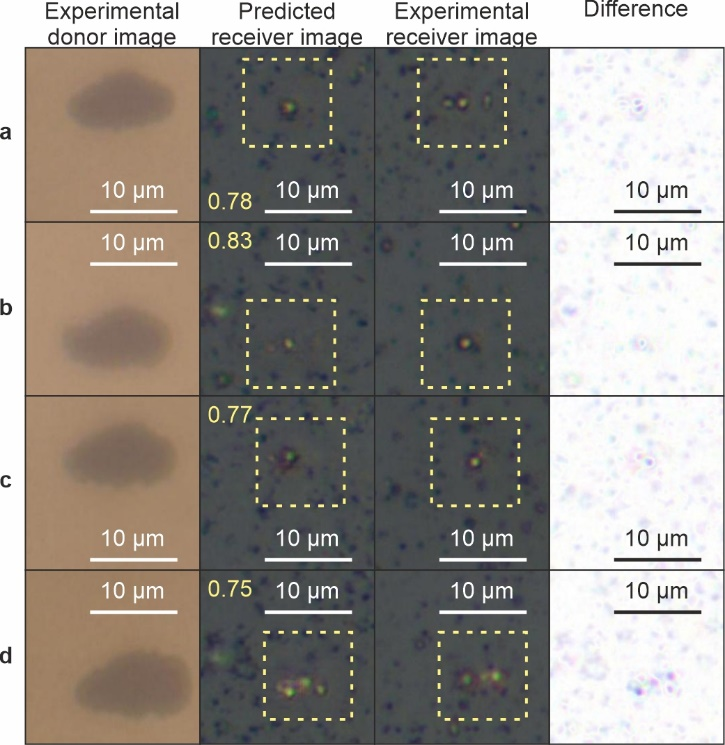 Experimental donor image
Predicted receiver image
Experimental receiver image
Difference
a
10 µm
0.78
10 µm
10 µm
10 µm
b
10 µm
0.83
10 µm
10 µm
10 µm
c
0.77
10 µm
10 µm
10 µm
10 µm
d
10 µm
0.75
10 µm
10 µm
10 µm